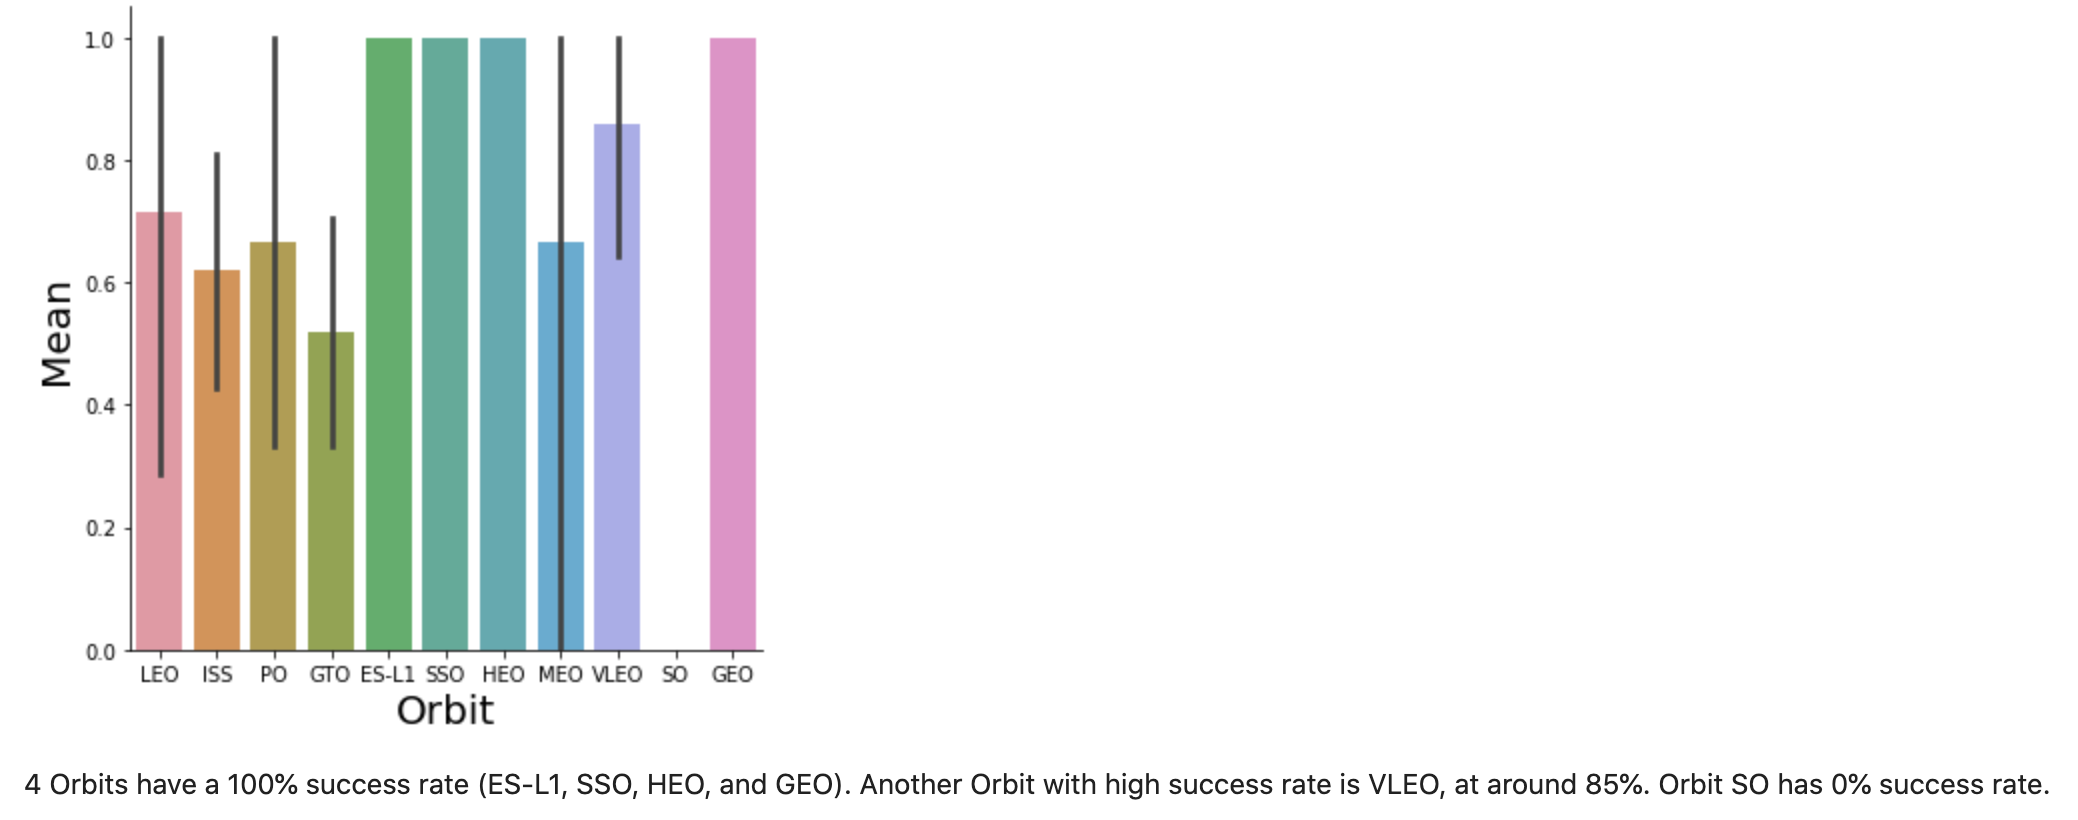 1.0
0.8
0.6
0.4
0.2
0.0
Mean
LEO ISS PO GTO ES-L1 SSO HEO MEO VLEO SO GEO
Orbit
4 Orbits have a 100% success rate (ES-L1, SSO, HEO, and GEO). Another Orbit with high success rate is VLEO, at around 85%. Orbit SO has 0% success rate.